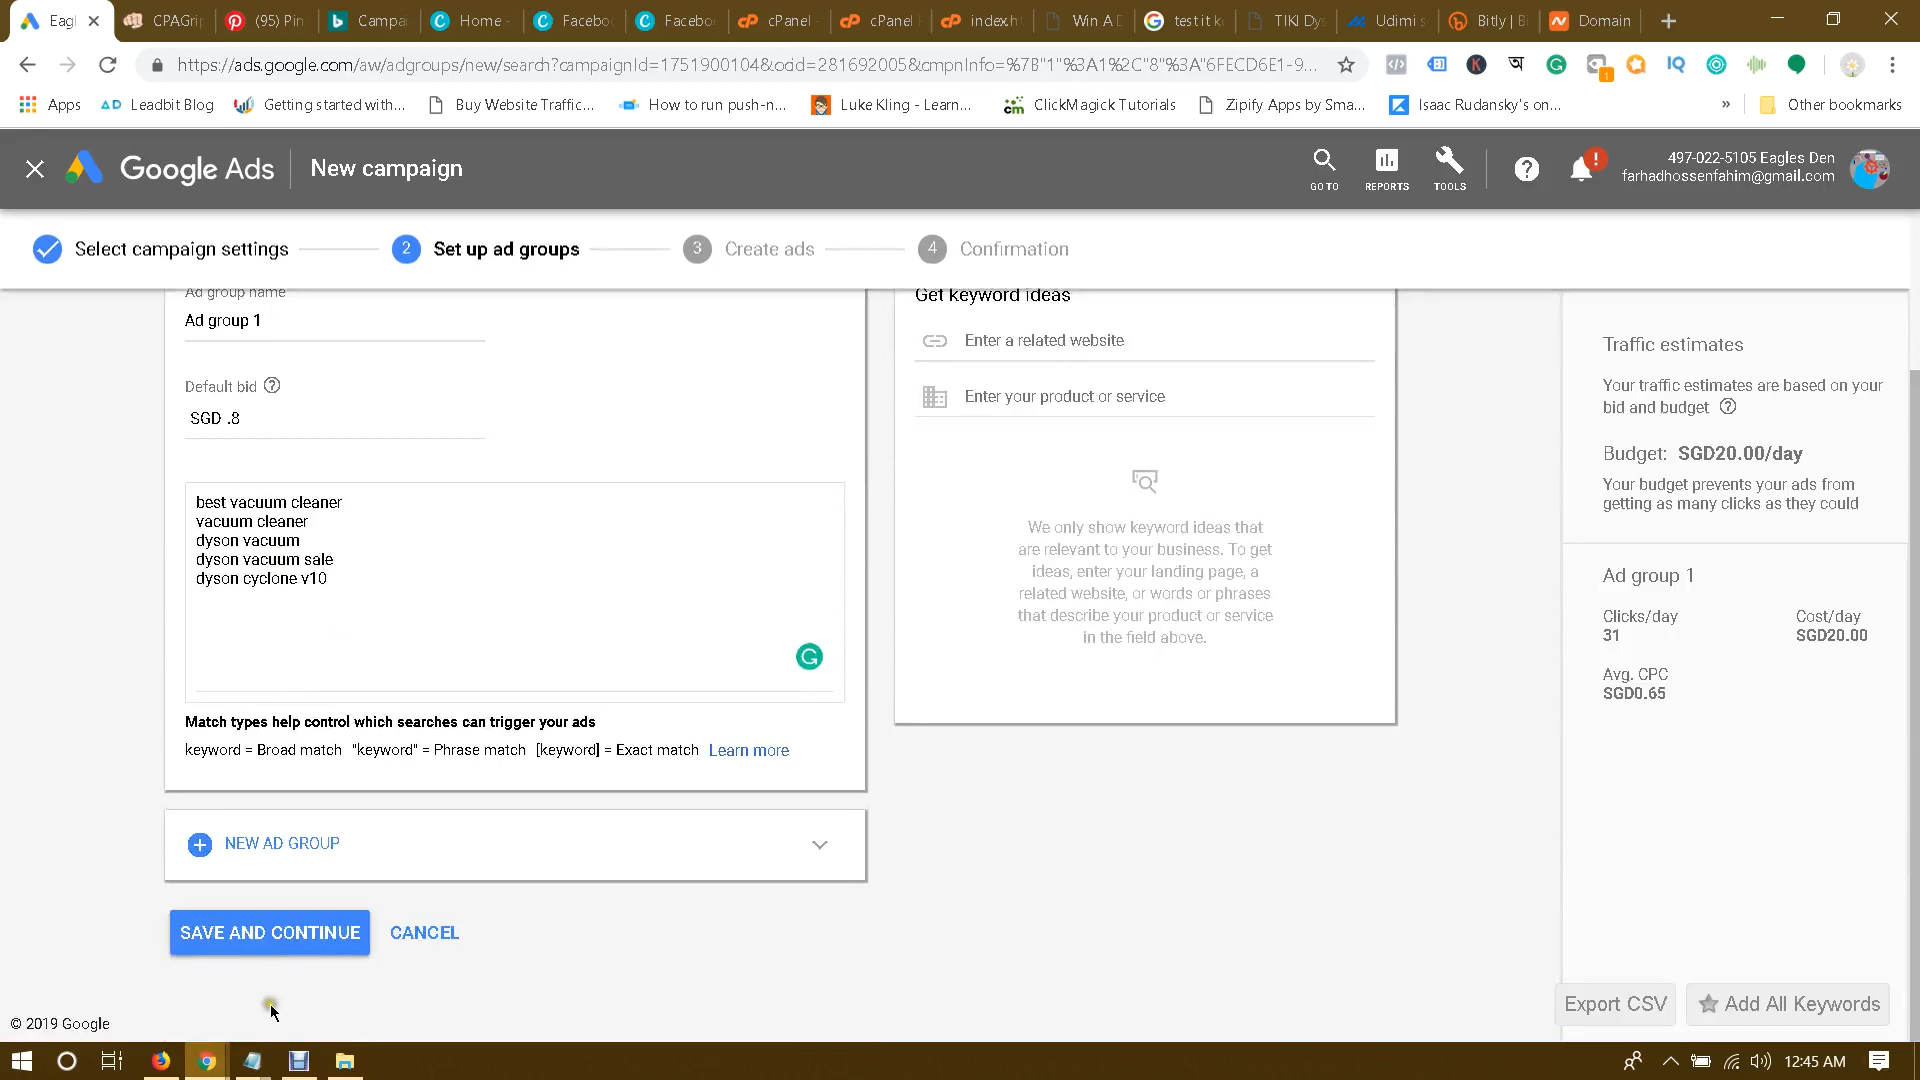 Eagl
CPAGri
(95) Pin
Campa
Home -
Facebo
Facebo
cPanel -
cPanel
index.h
Win A D
test it k
TIKI Dys
Udimi s
Bitly | B
Domain
https://ads.google.com/aw/adgroups/new/search?campaignId=1751900104&ocid=281692005&cmpnInfo=%7B"1"%3A1%2C"8"%3A"6FECD6E1-9...
Apps
Leadbit Blog
Getting started with...
Buy Website Traffic...
How to run push-n...
Luke Kling - Learn...
ClickMagick Tutorials
Zipify Apps by Sma...
Isaac Rudansky's on...
»
Other bookmarks
Google Ads
New campaign
GO TO
REPORTS
TOOLS
497-022-5105 Eagles Den
farhadhossenfahim@gmail.com
Select campaign settings
2 Set up ad groups
3 Create ads
4 Confirmation
Ad group name
Ad group 1
Default bid
SGD .8
best vacuum cleaner
vacuum cleaner
dyson vacuum
dyson vacuum sale
dyson cyclone v10
Match types help control which searches can trigger your ads
keyword = Broad match "keyword" = Phrase match [keyword] = Exact match Learn more
NEW AD GROUP
SAVE AND CONTINUE
CANCEL
Get keyword ideas
Enter a related website
Enter your product or service
We only show keyword ideas that
are relevant to your business. To get
ideas, enter your landing page, a
related website, or words or phrases
that describe your product or service
in the field above.
Traffic estimates
Your traffic estimates are based on your
bid and budget
Budget: SGD20.00/day
Your budget prevents your ads from
getting as many clicks as they could
Ad group 1
Clicks/day
31
Cost/day
SGD20.00
Avg. CPC
SGD0.65
Export CSV
Add All Keywords
© 2019 Google
12:45 AM